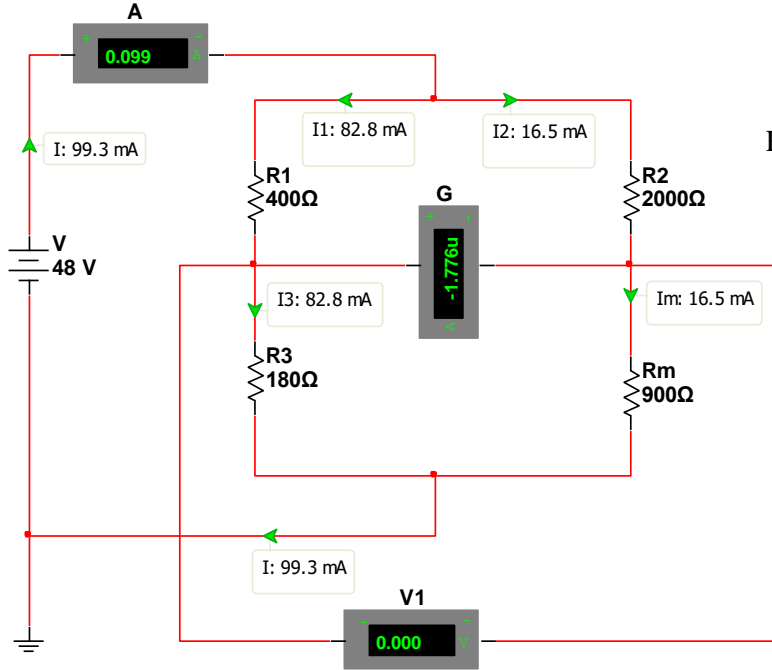 A
+ −
0.099 A
I1: 82.8 mA
I2: 16.5 mA
I: 99.3 mA
R1
400Ω
R2
2000Ω
G
+ −
-1.776u
A
V
48 V
I3: 82.8 mA
Im: 16.5 mA
R3
180Ω
Rm
900Ω
I: 99.3 mA
V1
+ −
0.000 V